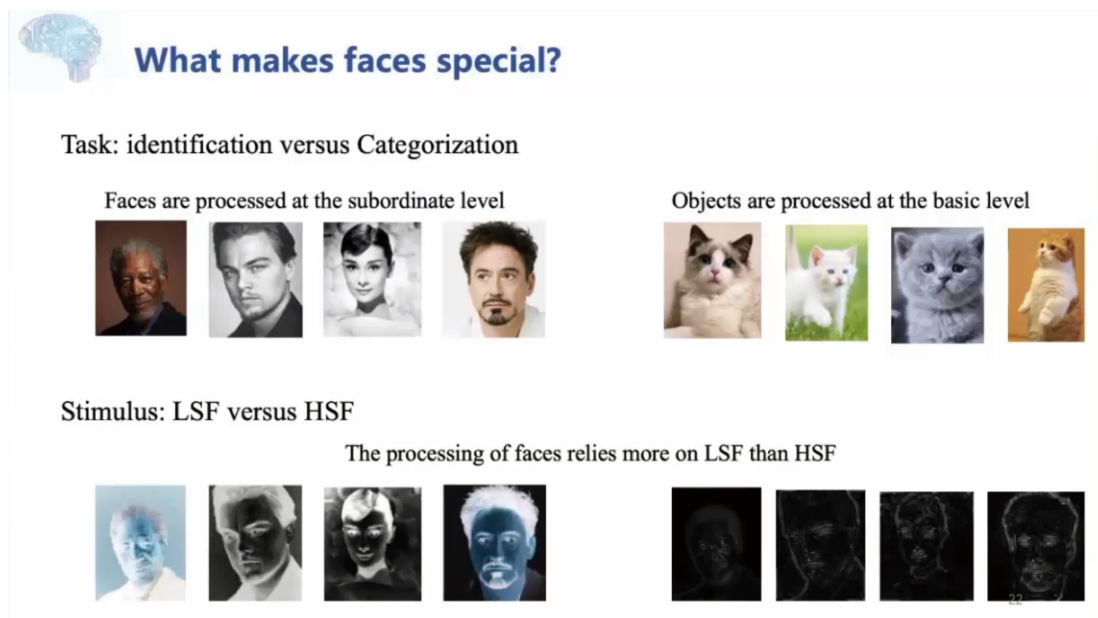 What makes faces special?
Task: identification versus Categorization
Faces are processed at the subordinate level
Objects are processed at the basic level
Stimulus: LSF versus HSF
The processing of faces relies more on LSF than HSF
22